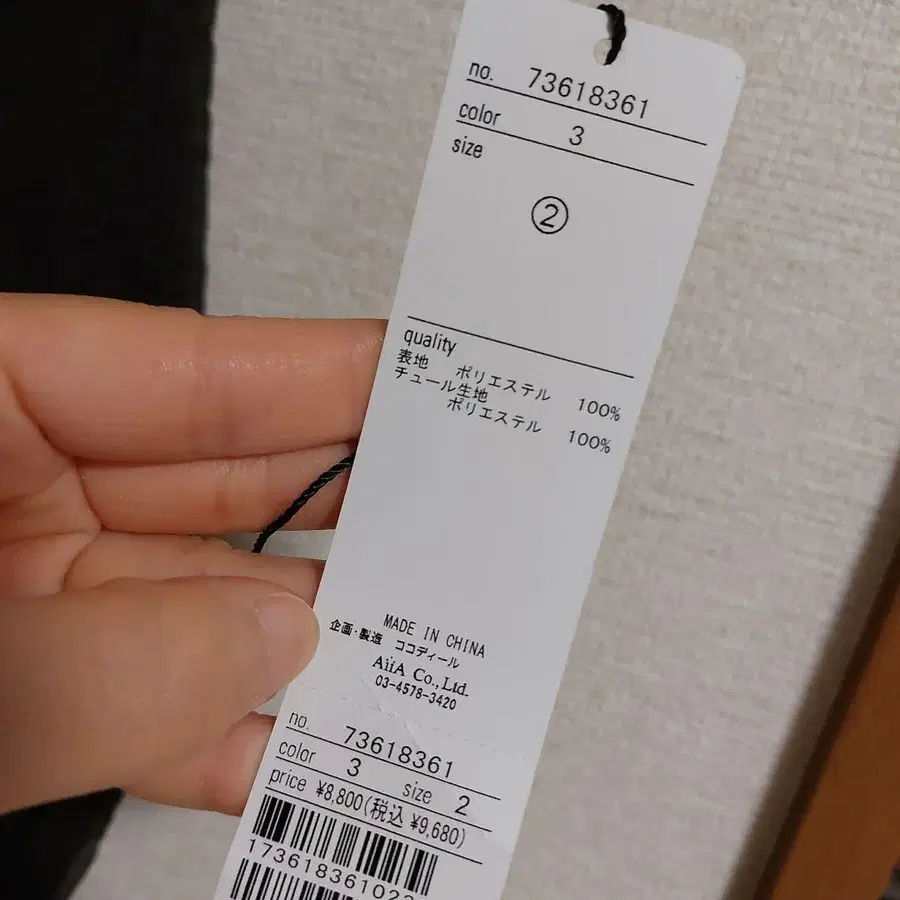 no. 73618361
color 3
size
②
quality
表地 ポリエステル 100%
チュール生地
ポリエステル 100%
MADE IN CHINA
企画・製造 ココディール
AiiA Co., Ltd.
03-4578-3420
no. 73618361
color 3 size 2
price ¥8,800(税込 ¥9,680)